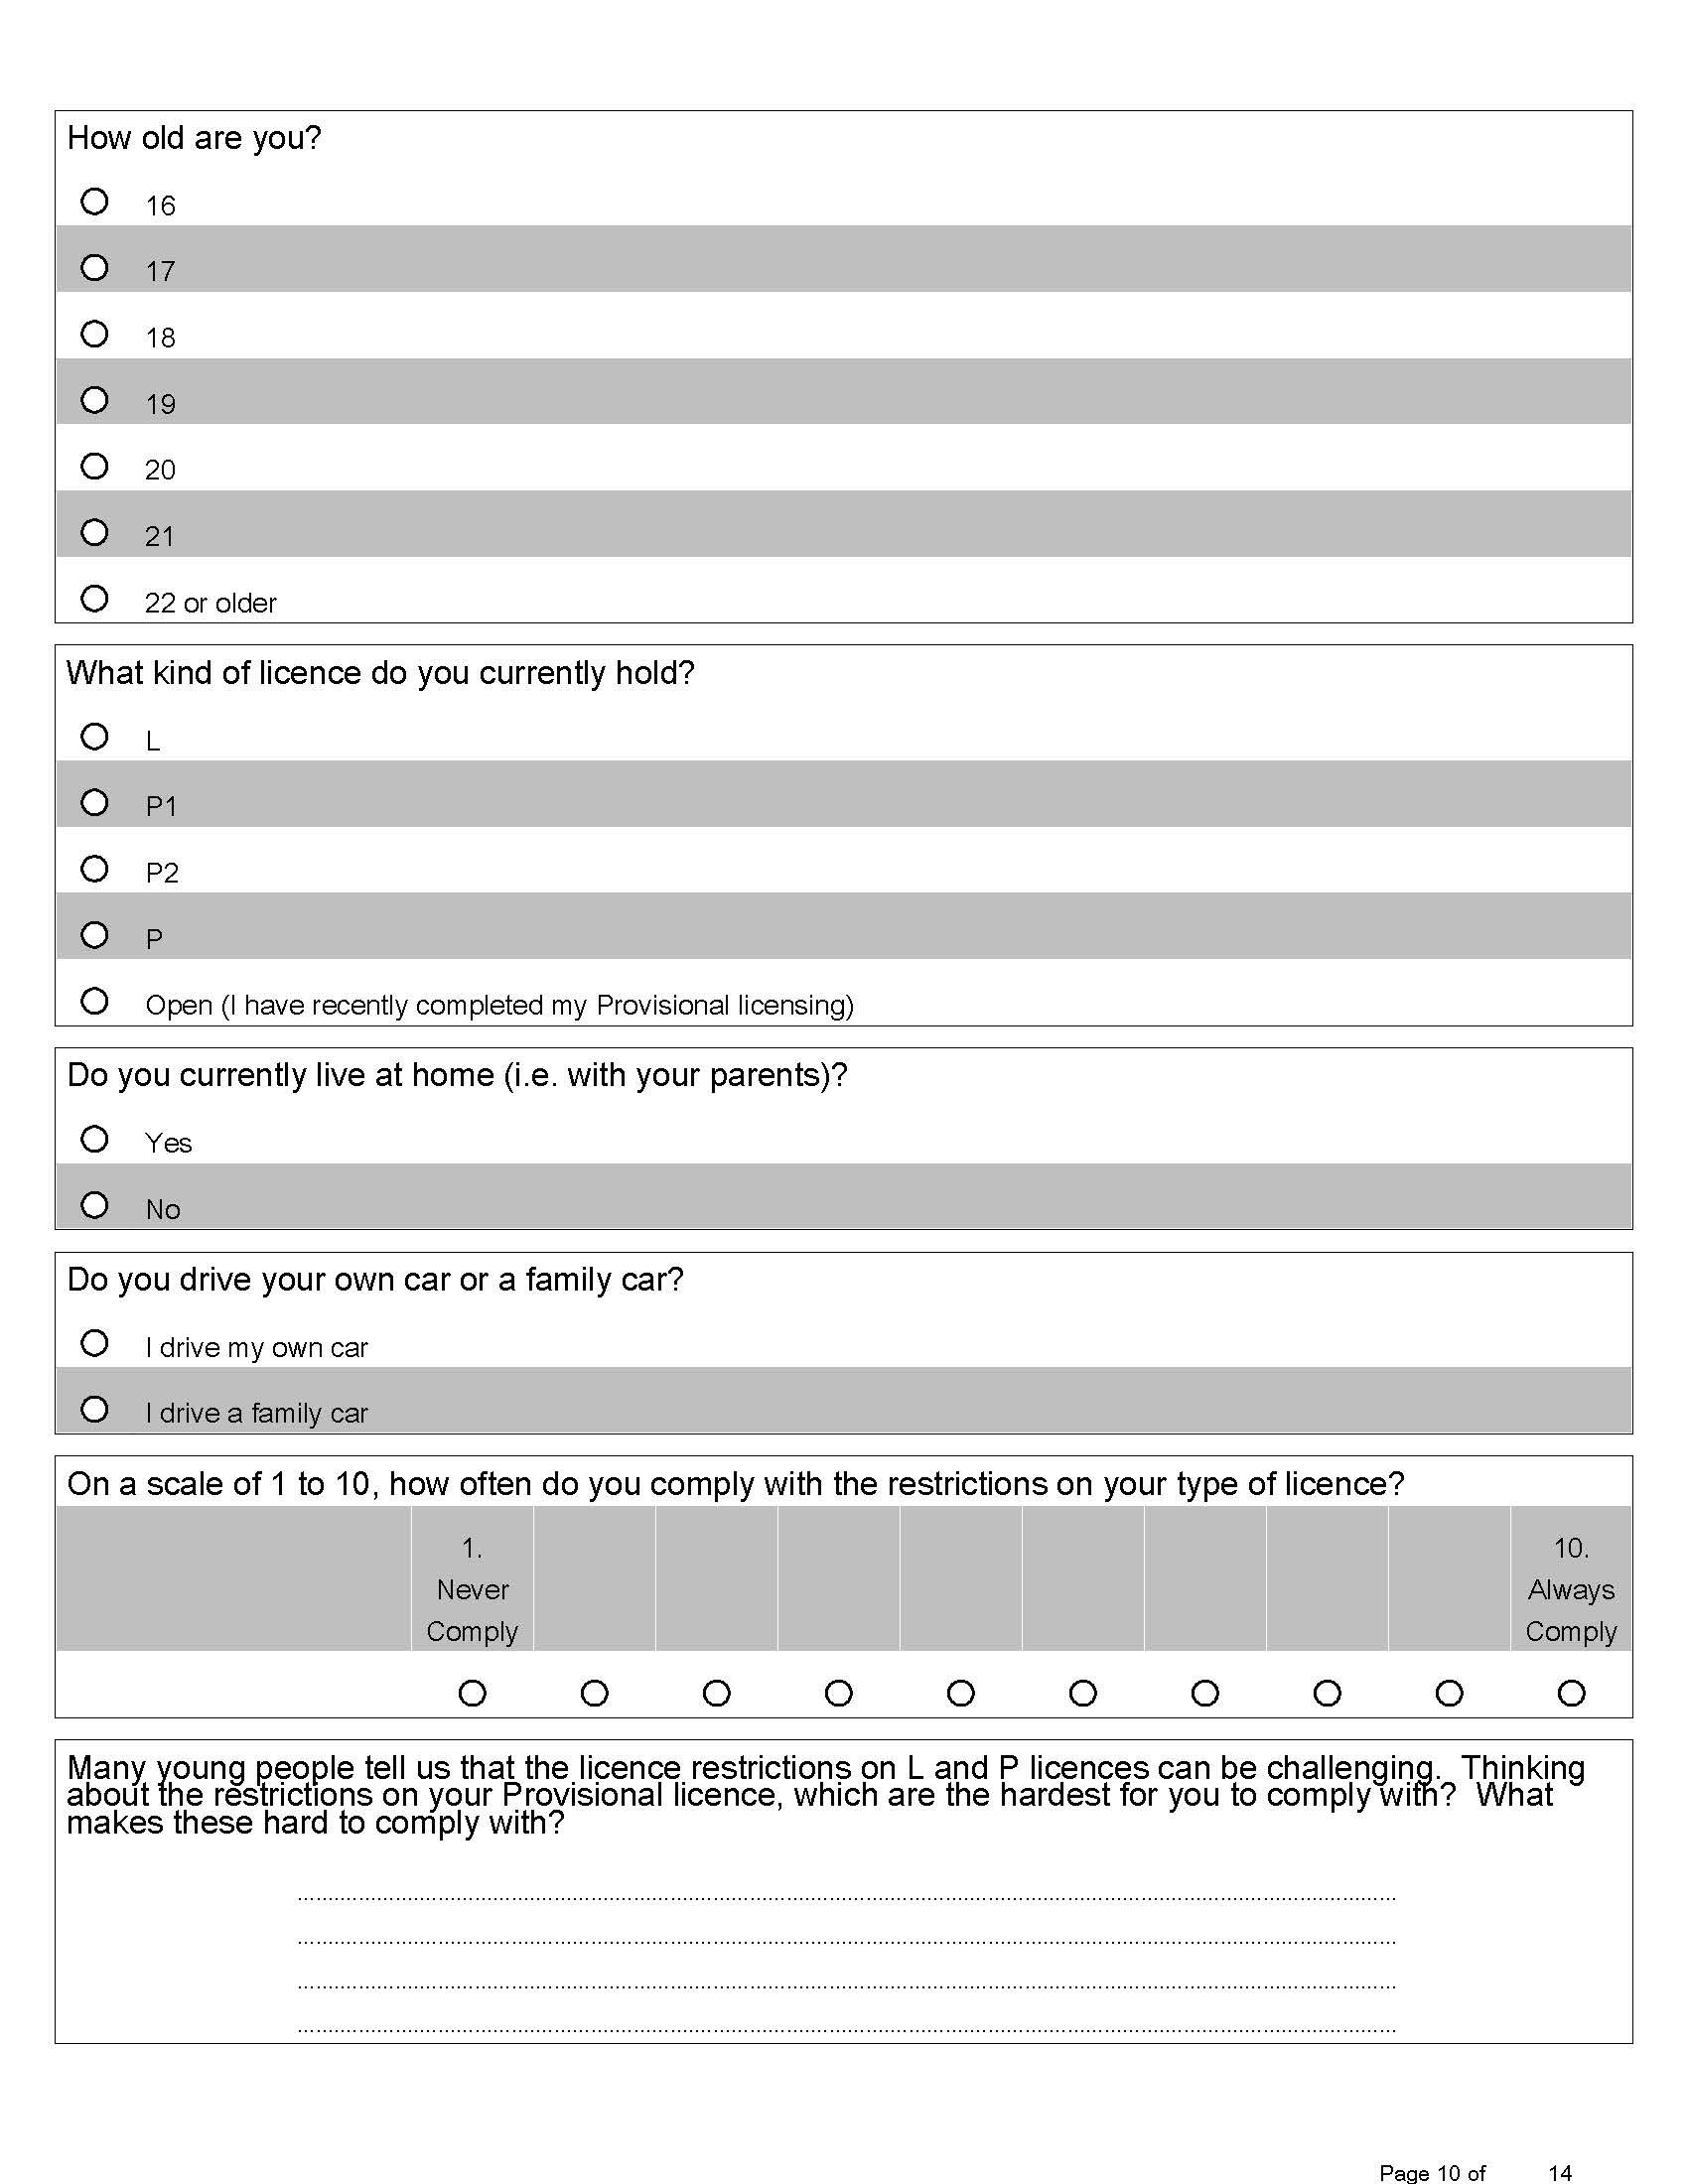 How old are you?
16
17
18
19
20
21
22 or older
What kind of licence do you currently hold?
L
P1
P2
P
Open (I have recently completed my Provisional licensing)
Do you currently live at home (i.e. with your parents)?
Yes
No
Do you drive your own car or a family car?
I drive my own car
I drive a family car
On a scale of 1 to 10, how often do you comply with the restrictions on your type of licence?
1. 10.
Never Always
Comply Comply
Many young people tell us that the licence restrictions on L and P licences can be challenging.  Thinking
about the restrictions on your Provisional licence, which are the hardest for you to comply with?  What
makes these hard to comply with?
Page 10 of 14